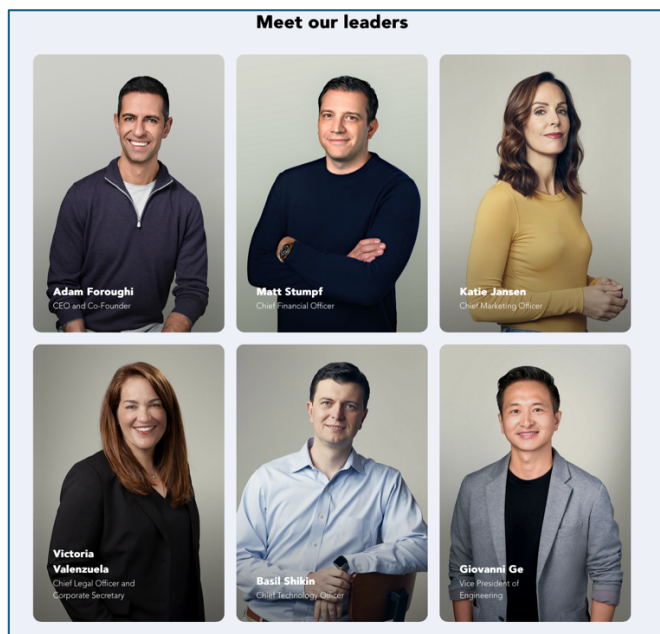 Meet our leaders
Adam Foroughi
CEO and Co-Founder
Matt Stumpf
Chief Financial Officer
Katie Jansen
Chief Marketing Officer
Victoria
Valenzuela
Chief Legal Officer and
Corporate Secretary
Basil Shikin
Chief Technology Officer
Giovanni Ge
Vice President of
Engineering